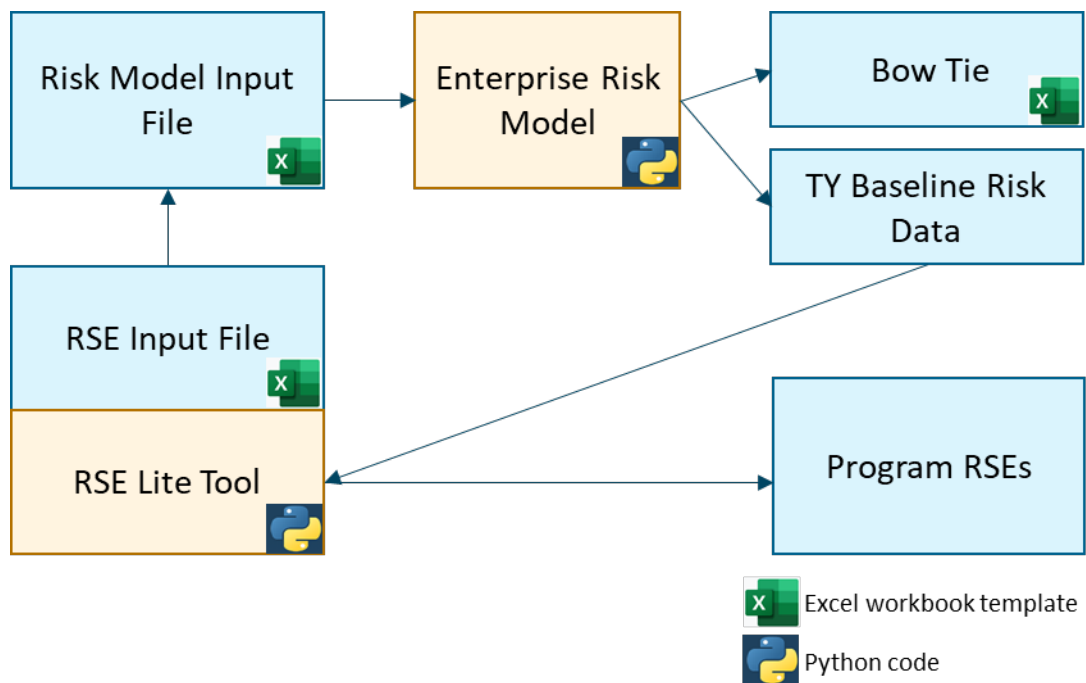 Risk Model Input
File
Enterprise Risk
Model
Bow Tie
TY Baseline Risk
Data
RSE Input File
RSE Lite Tool
Program RSEs
Excel workbook template
Python code